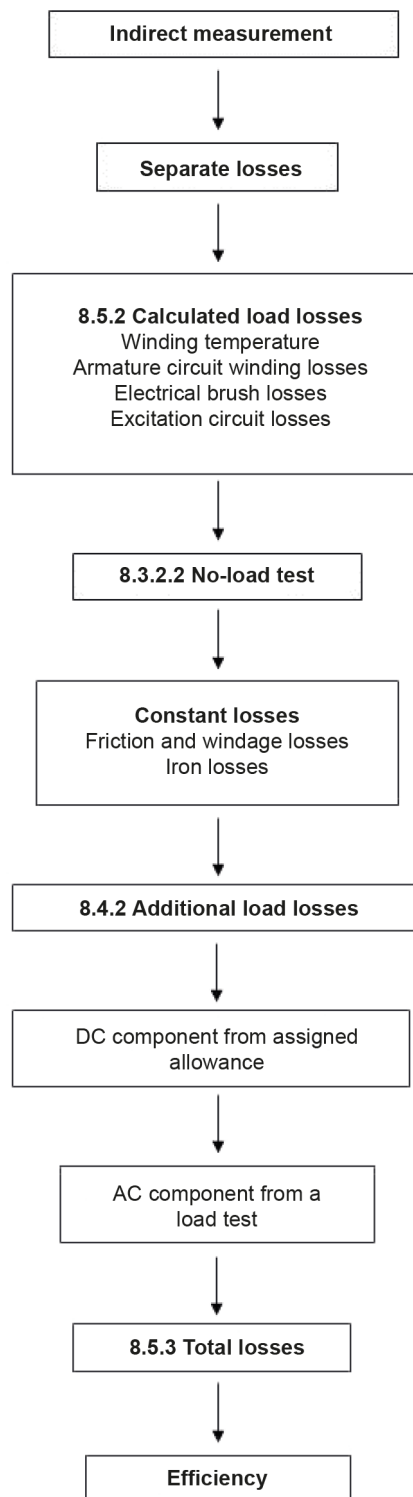 Indirect measurement
Separate losses
8.5.2 Calculated load losses
Winding temperature
Armature circuit winding losses
Electrical brush losses
Excitation circuit losses
8.3.2.2 No-load test
Constant losses
Friction and windage losses
Iron losses
8.4.2 Additional load losses
DC component from assigned
allowance
AC component from a
load test
8.5.3 Total losses
Efficiency